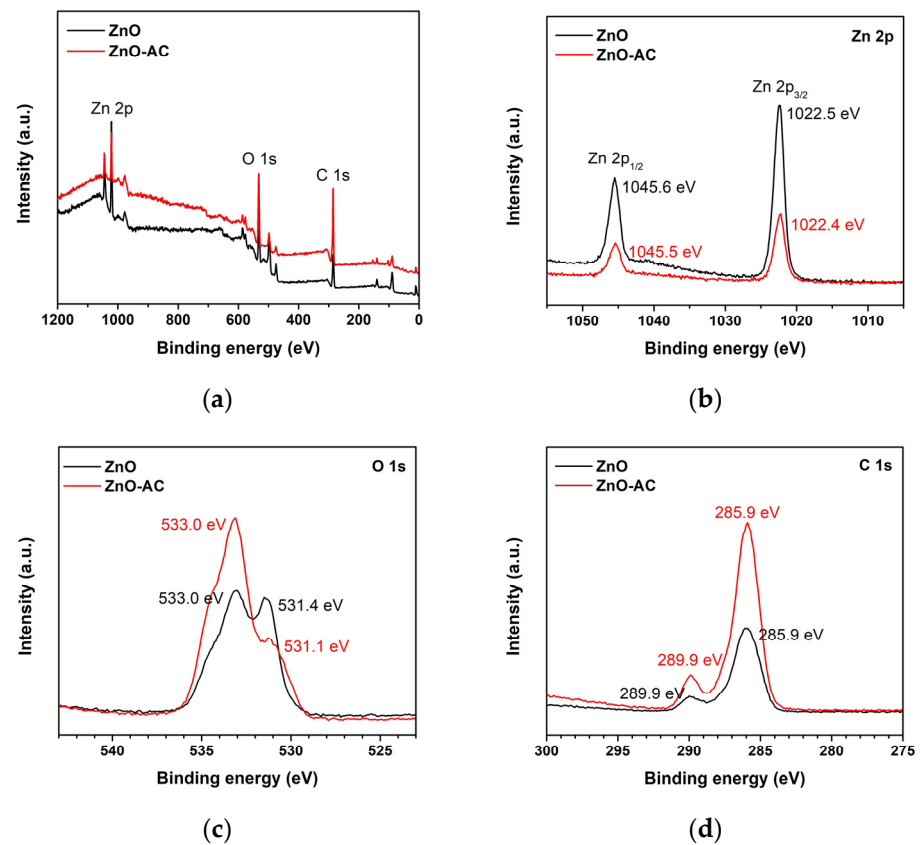 ZnO
ZnO-AC
Zn 2p
O 1s
C 1s
Intensity (a.u.)
1200 1000 800 600 400 200 0
Binding energy (eV)
(a)
ZnO
ZnO-AC
Zn 2p
Zn 2p3/2
1022.5 eV
Zn 2p1/2
1045.6 eV
1022.4 eV
1045.5 eV
Intensity (a.u.)
1050 1040 1030 1020 1010
Binding energy (eV)
(b)
ZnO
ZnO-AC
O 1s
533.0 eV
533.0 eV
531.4 eV
531.1 eV
Intensity (a.u.)
540 535 530 525
Binding energy (eV)
(c)
ZnO
ZnO-AC
C 1s
285.9 eV
285.9 eV
289.9 eV
289.9 eV
Intensity (a.u.)
300 295 290 285 280 275
Binding energy (eV)
(d)